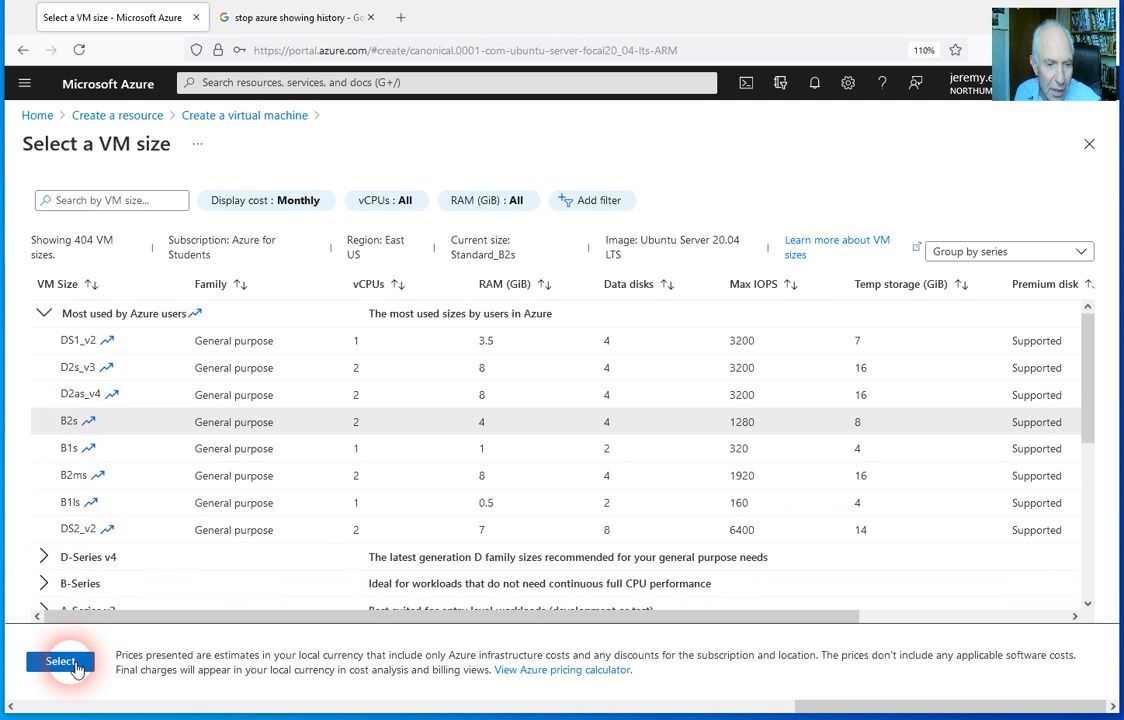 Select a VM size - Microsoft Azure
stop azure showing history - Go
https://portal.azure.com/#create/canonical.0001-com-ubuntu-server-focal20_04-lts-ARM
110%
Microsoft Azure
Search resources, services, and docs (G+/)
jeremy.e
NORTHUM
Home > Create a resource > Create a virtual machine >
Select a VM size ...
Search by VM size...
Display cost : Monthly
vCPUs : All
RAM (GiB) : All
Add filter
Showing 404 VM sizes.
Subscription: Azure for Students
Region: East US
Current size: Standard_B2s
Image: Ubuntu Server 20.04 LTS
Learn more about VM sizes
Group by series
VM Size Family vCPUs RAM (GiB) Data disks Max IOPS Temp storage (GiB) Premium disk
Most used by Azure users The most used sizes by users in Azure
DS1_v2 General purpose 1 3.5 4 3200 7 Supported
D2s_v3 General purpose 2 8 4 3200 16 Supported
D2as_v4 General purpose 2 8 4 3200 16 Supported
B2s General purpose 2 4 4 1280 8 Supported
B1s General purpose 1 1 2 320 4 Supported
B2ms General purpose 2 8 4 1920 16 Supported
B1ls General purpose 1 0.5 2 160 4 Supported
DS2_v2 General purpose 2 7 8 6400 14 Supported
D-Series v4 The latest generation D family sizes recommended for your general purpose needs
B-Series Ideal for workloads that do not need continuous full CPU performance
A-Series v2 Best suited for entry level workloads (development or test)
Select
Prices presented are estimates in your local currency that include only Azure infrastructure costs and any discounts for the subscription and location. The prices don't include any applicable software costs.
Final charges will appear in your local currency in cost analysis and billing views. View Azure pricing calculator.